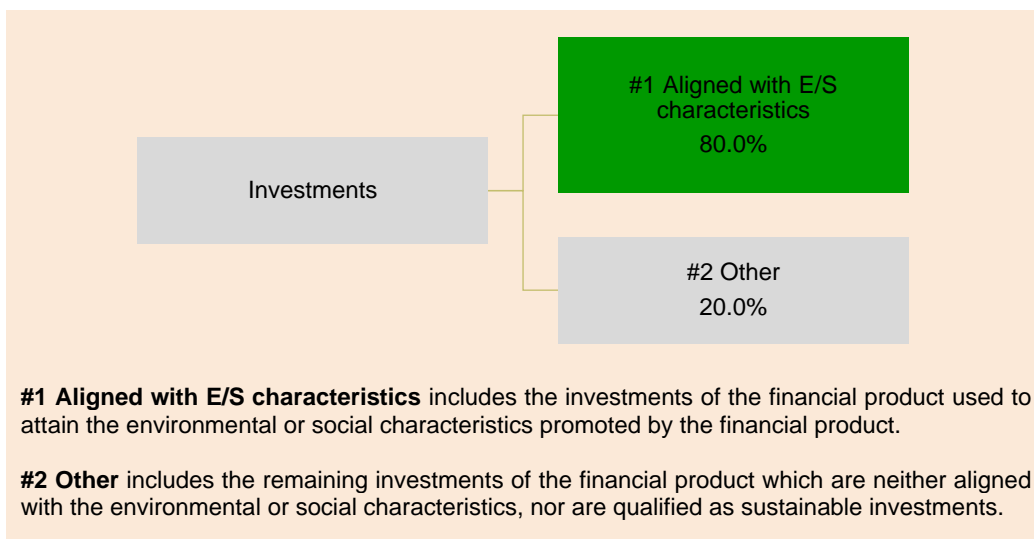 #1 Aligned with E/S
characteristics
80.0%
Investments
#2 Other
20.0%
#1 Aligned with E/S characteristics includes the investments of the financial product used to
attain the environmental or social characteristics promoted by the financial product.
#2 Other includes the remaining investments of the financial product which are neither aligned
with the environmental or social characteristics, nor are qualified as sustainable investments.